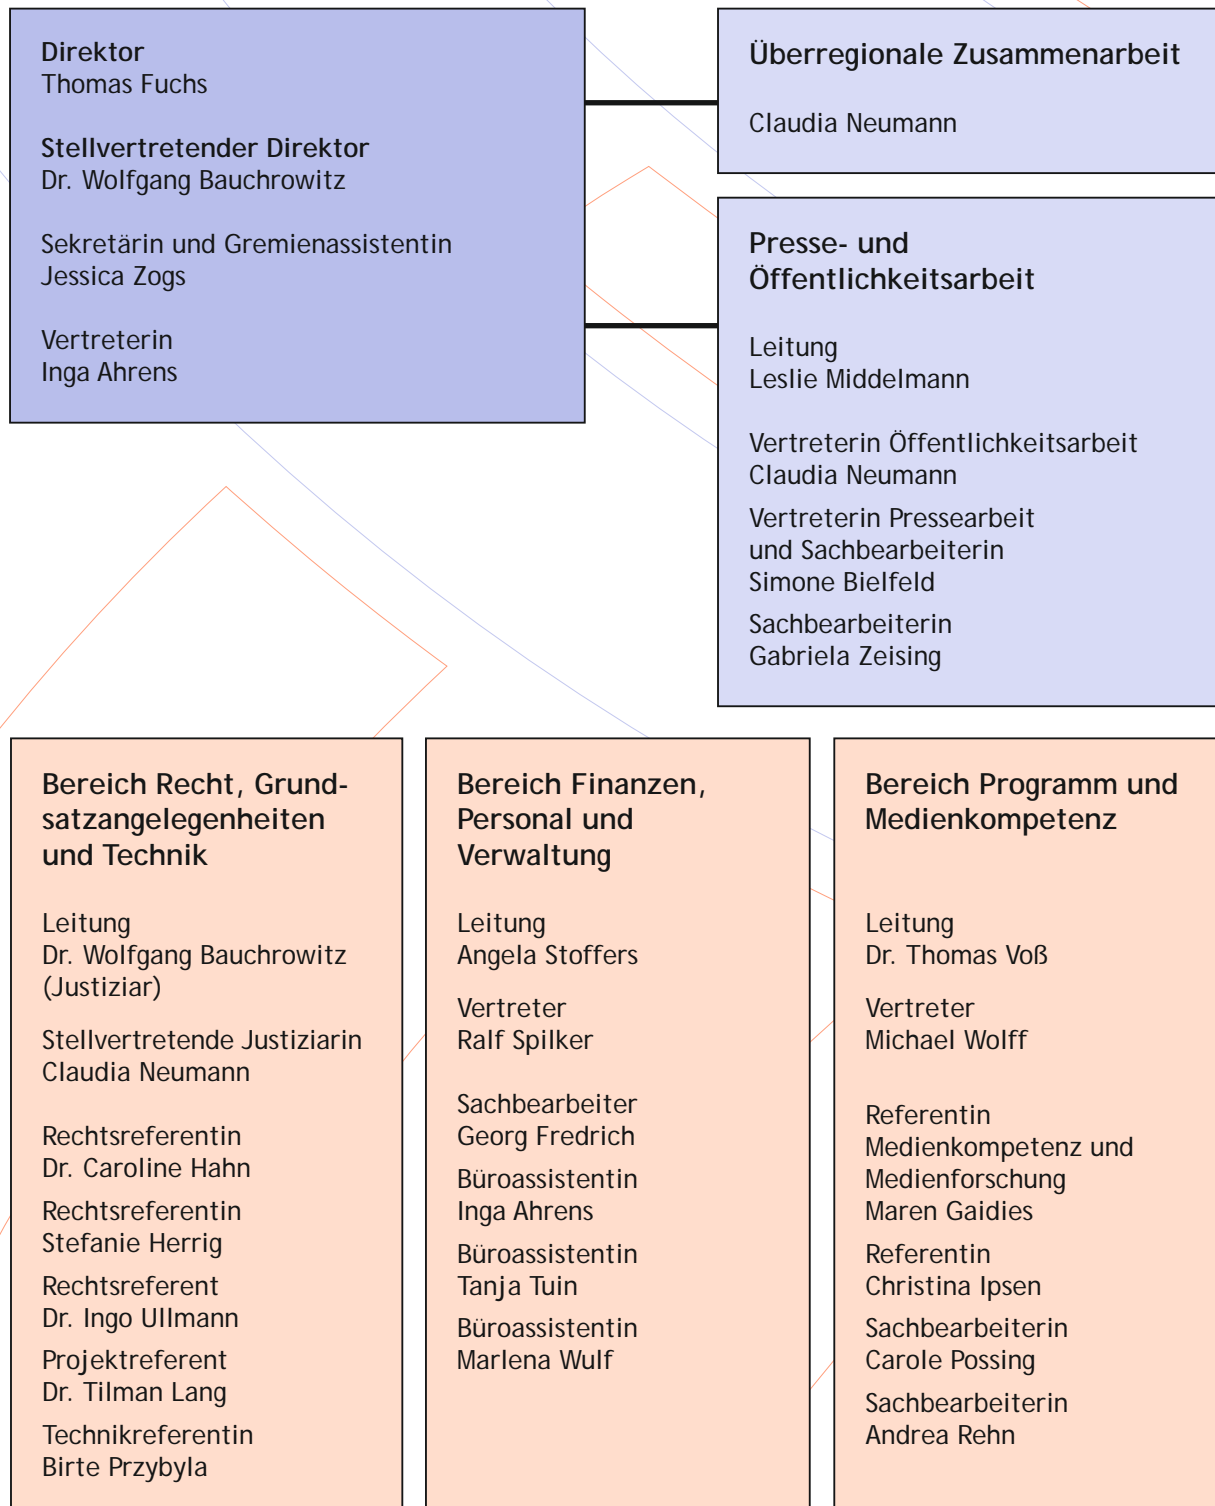 Direktor
Thomas Fuchs
Stellvertretender Direktor
Dr. Wolfgang Bauchrowitz
Sekretärin und Gremienassistentin
Jessica Zogs
Vertreterin
Inga Ahrens
Überregionale Zusammenarbeit
Claudia Neumann
Presse- und
Öffentlichkeitsarbeit
Leitung
Leslie Middelmann
Vertreterin Öffentlichkeitsarbeit
Claudia Neumann
Vertreterin Pressearbeit
und Sachbearbeiterin
Simone Bielfeld
Sachbearbeiterin
Gabriela Zeising
Bereich Recht, Grund-
satzangelegenheiten
und Technik
Leitung
Dr. Wolfgang Bauchrowitz
(Justiziar)
Stellvertretende Justiziarin
Claudia Neumann
Rechtsreferentin
Dr. Caroline Hahn
Rechtsreferentin
Stefanie Herrig
Rechtsreferent
Dr. Ingo Ullmann
Projektreferent
Dr. Tilman Lang
Technikreferentin
Birte Przybyla
Bereich Finanzen,
Personal und
Verwaltung
Leitung
Angela Stoffers
Vertreter
Ralf Spilker
Sachbearbeiter
Georg Fredrich
Büroassistentin
Inga Ahrens
Büroassistentin
Tanja Tuin
Büroassistentin
Marlena Wulf
Bereich Programm und
Medienkompetenz
Leitung
Dr. Thomas Voß
Vertreter
Michael Wolff
Referentin
Medienkompetenz und
Medienforschung
Maren Gaidies
Referentin
Christina Ipsen
Sachbearbeiterin
Carole Possing
Sachbearbeiterin
Andrea Rehn